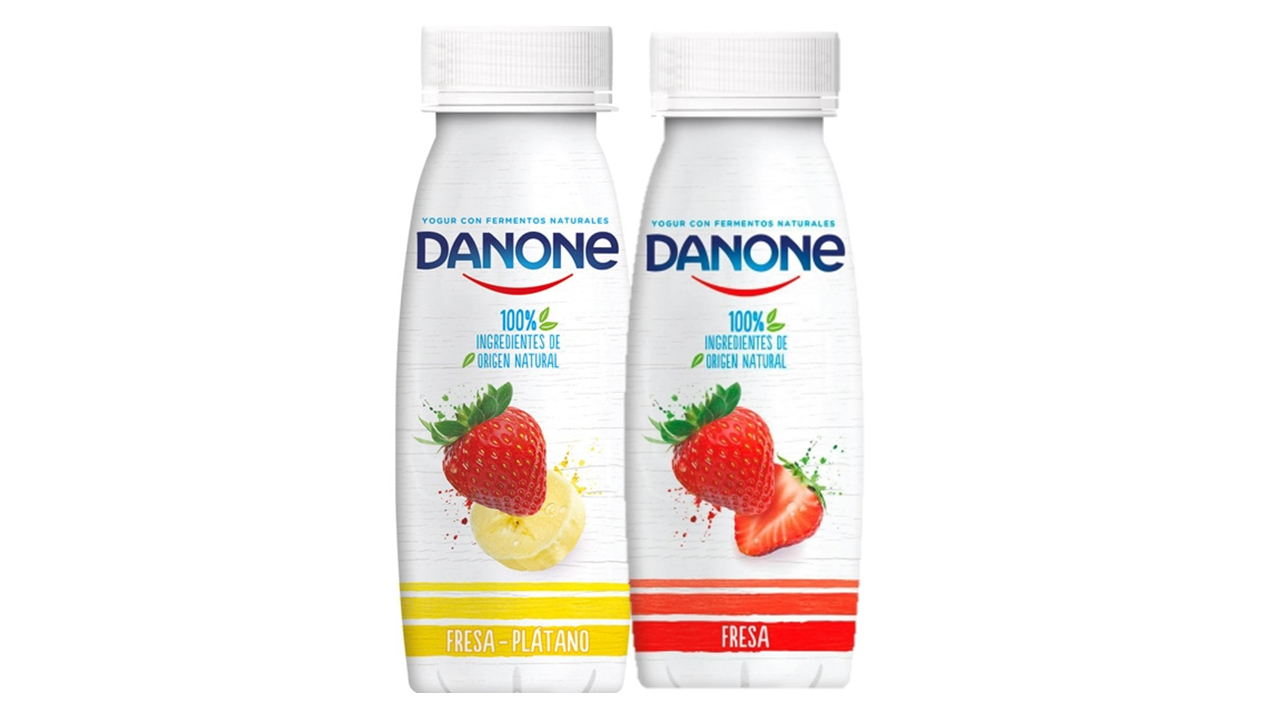 YOGUR CON FERMENTOS NATURALES
DANONE
100%
INGREDIENTES DE
ORIGEN NATURAL
FRESA - PLÁTANO
YOGUR CON FERMENTOS NATURALES
DANONE
100%
INGREDIENTES DE
ORIGEN NATURAL
FRESA